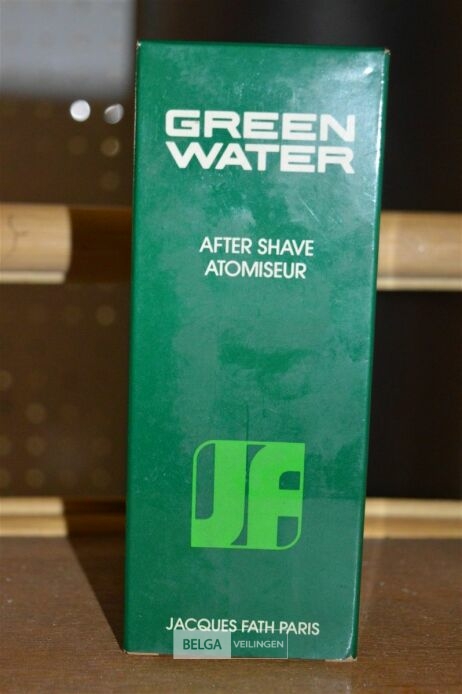 GREEN
WATER
AFTER SHAVE
ATOMISEUR
JF
JACQUES FATH PARIS
BELGA VEILINGEN